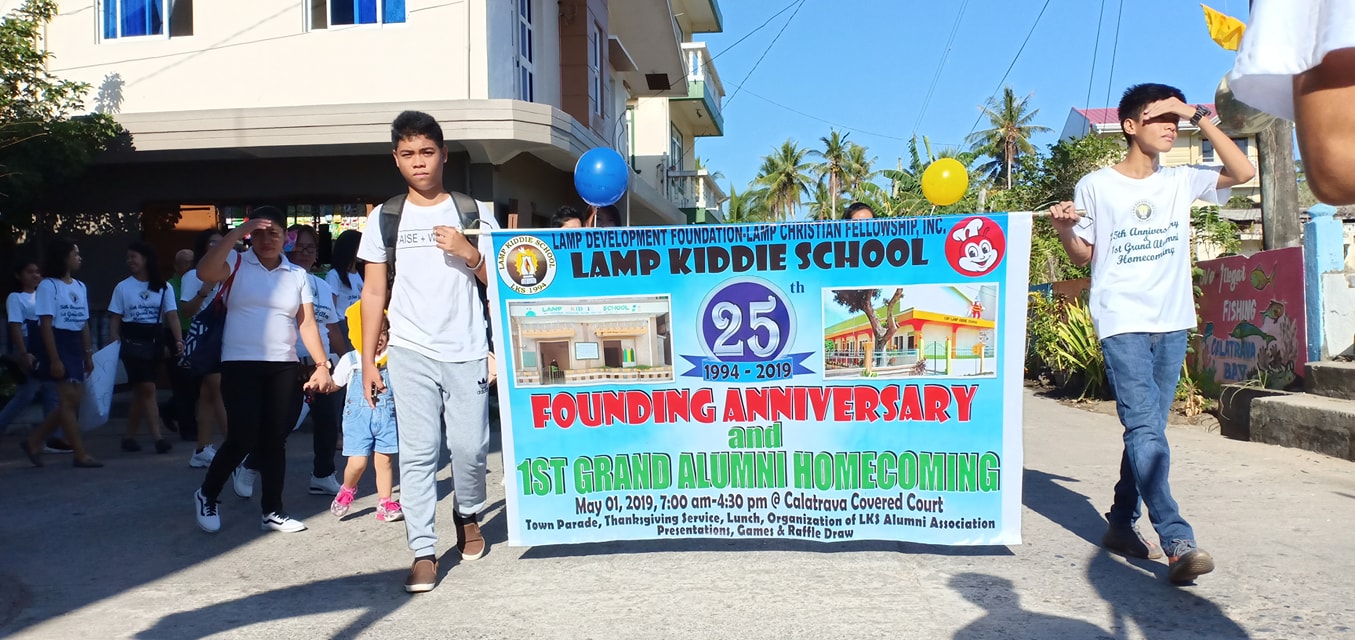 LAMP DEVELOPMENT FOUNDATION-LAMP CHRISTIAN FELLOWSHIP, INC.
LAMP KIDDIE SCHOOL
LAMP KIDDIE SCHOOL
LKS 1994
25th
1994 - 2019
LAMP KIDDIE SCHOOL
FOUNDING ANNIVERSARY
and
1ST GRAND ALUMNI HOMECOMING
May 01, 2019, 7:00 am-4:30 pm @ Calatrava Covered Court
Town Parade, Thanksgiving Service, Lunch, Organization of LKS Alumni Association
Presentations, Games & Raffle Draw
25th Anniversary
&
1st Grand Alumni
Homecoming
No Illegal
FISHING
CALATRAVA
BAY